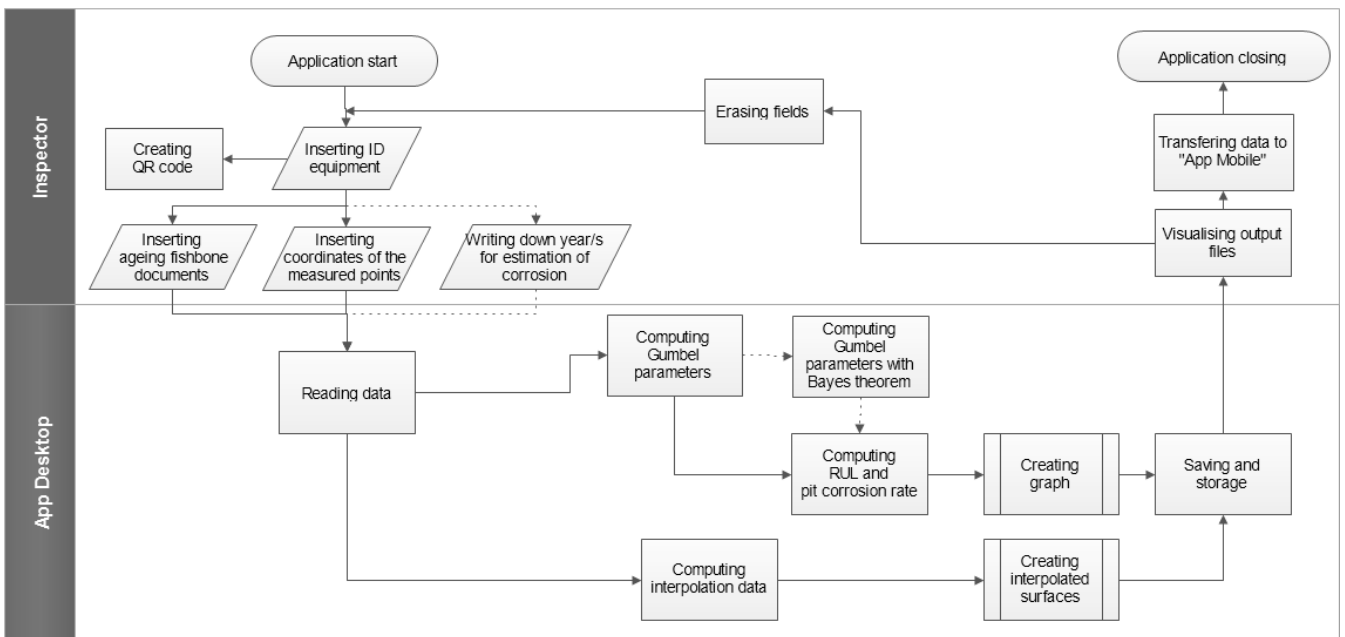 Inspector
Application start
Application closing
Erasing fields
Creating
QR code
Inserting ID
equipment
Transfering data to
"App Mobile"
Inserting
ageing fishbone
documents
Inserting
coordinates of the
measured points
Writing down year/s
for estimation of
corrosion
Visualising output
files
App Desktop
Reading data
Computing
Gumbel
parameters
Computing
Gumbel
parameters with
Bayes theorem
Computing
RUL and
pit corrosion rate
Creating
graph
Saving and
storage
Computing
interpolation data
Creating
interpolated
surfaces